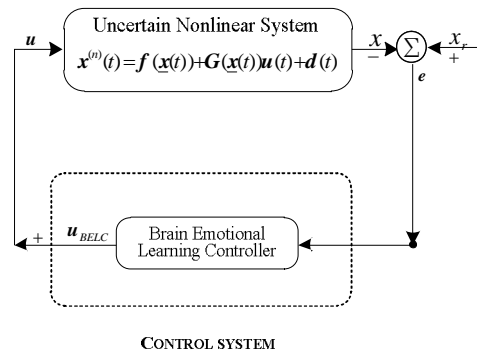 Uncertain Nonlinear System
x⁽ⁿ⁾(t)=f(x̲(t))+G(x̲(t))u(t)+d(t)
u
x
−
Σ
x_r
+
e
Brain Emotional
Learning Controller
u_BELC
+
CONTROL SYSTEM